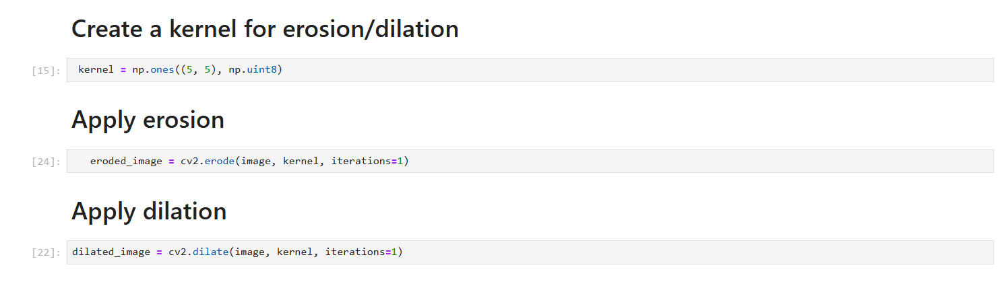 Create a kernel for erosion/dilation
[15]: kernel = np.ones((5, 5), np.uint8)
Apply erosion
[24]: eroded_image = cv2.erode(image, kernel, iterations=1)
Apply dilation
[22]: dilated_image = cv2.dilate(image, kernel, iterations=1)